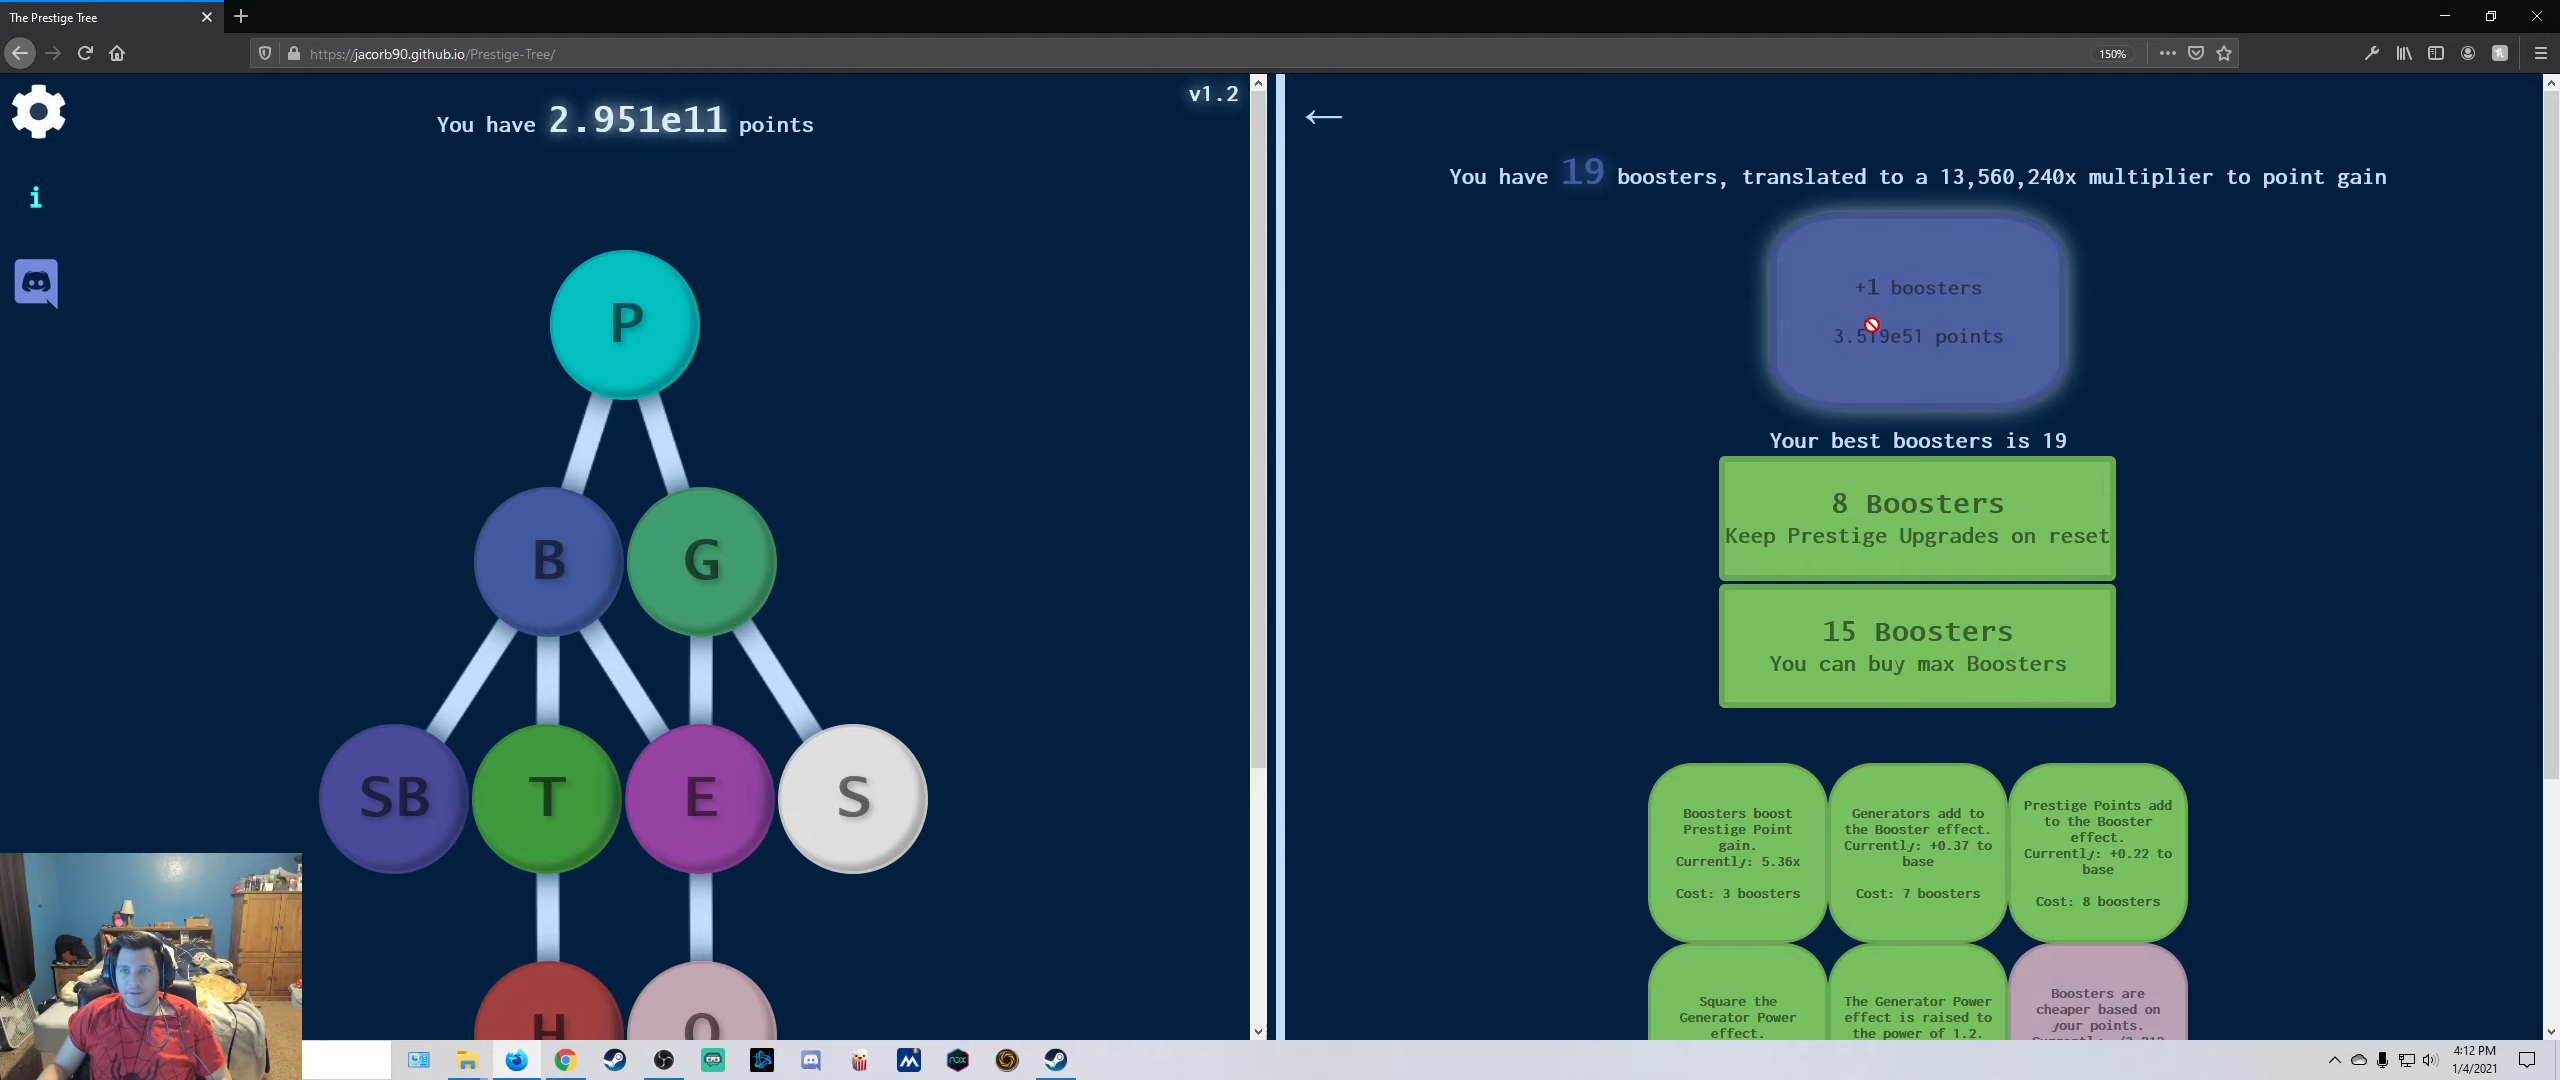 The Prestige Tree
https://jacorb90.github.io/Prestige-Tree/
150%
You have 2.951e11 points
v1.2
i
P
B
G
SB
T
E
S
H
Q
You have 19 boosters, translated to a 13,560,240x multiplier to point gain
+1 boosters
3.519e51 points
Your best boosters is 19
8 Boosters
Keep Prestige Upgrades on reset
15 Boosters
You can buy max Boosters
Boosters boost
Prestige Point
gain.
Currently: 5.36x
Cost: 3 boosters
Generators add to
the Booster effect.
Currently: +0.37 to
base
Cost: 7 boosters
Prestige Points add
to the Booster
effect.
Currently: +0.22 to
base
Cost: 8 boosters
Square the
Generator Power
effect.
The Generator Power
effect is raised to
the power of 1.2.
Boosters are
cheaper based on
your points.
nox
4:12 PM
1/4/2021